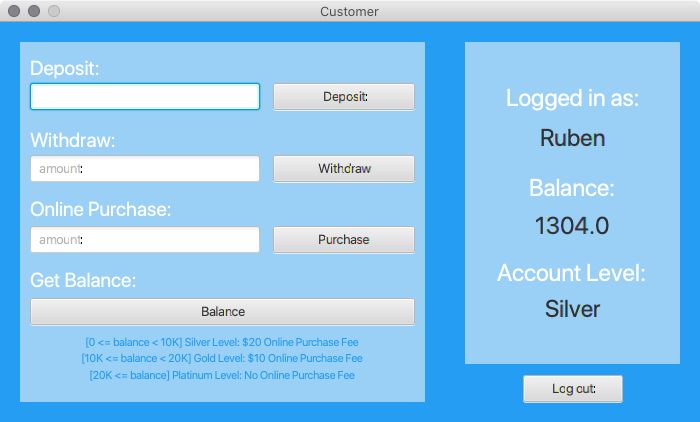 Customer
Deposit:
Deposit:
Withdraw:
amount:
Withdraw
Online Purchase:
amount:
Purchase
Get Balance:
Balance
[0 <= balance < 10K] Silver Level: $20 Online Purchase Fee
[10K <= balance < 20K] Gold Level: $10 Online Purchase Fee
[20K <= balance] Platinum Level: No Online Purchase Fee
Logged in as:
Ruben
Balance:
1304.0
Account Level:
Silver
Log out: